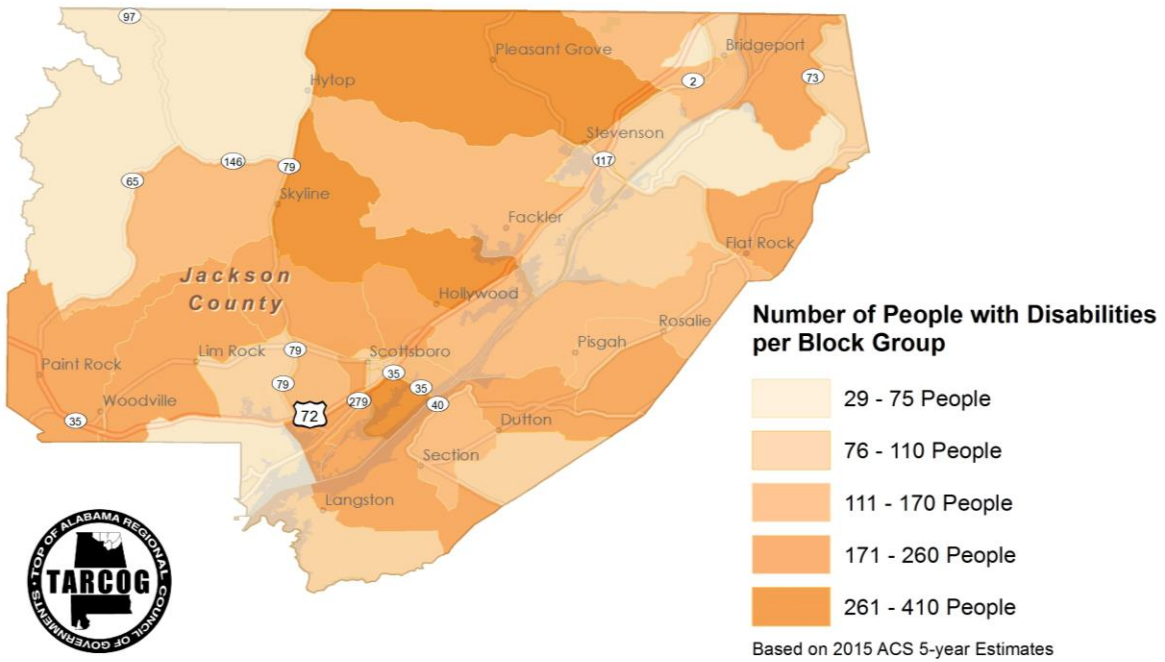 97
Pleasant Grove
Bridgeport
2
73
Hytop
Stevenson
117
146
79
65
Skyline
Fackler
Flat Rock
Jackson
County
Hollywood
Rosalie
Pisgah
Lim Rock
79
Scottsboro
35
Paint Rock
79
35
Woodville
279
40
72
35
Dutton
Section
Langston
Number of People with Disabilities
per Block Group
29 - 75 People
76 - 110 People
111 - 170 People
171 - 260 People
261 - 410 People
Based on 2015 ACS 5-year Estimates
TOP OF ALABAMA REGIONAL COUNCIL OF GOVERNMENTS
TARCOG